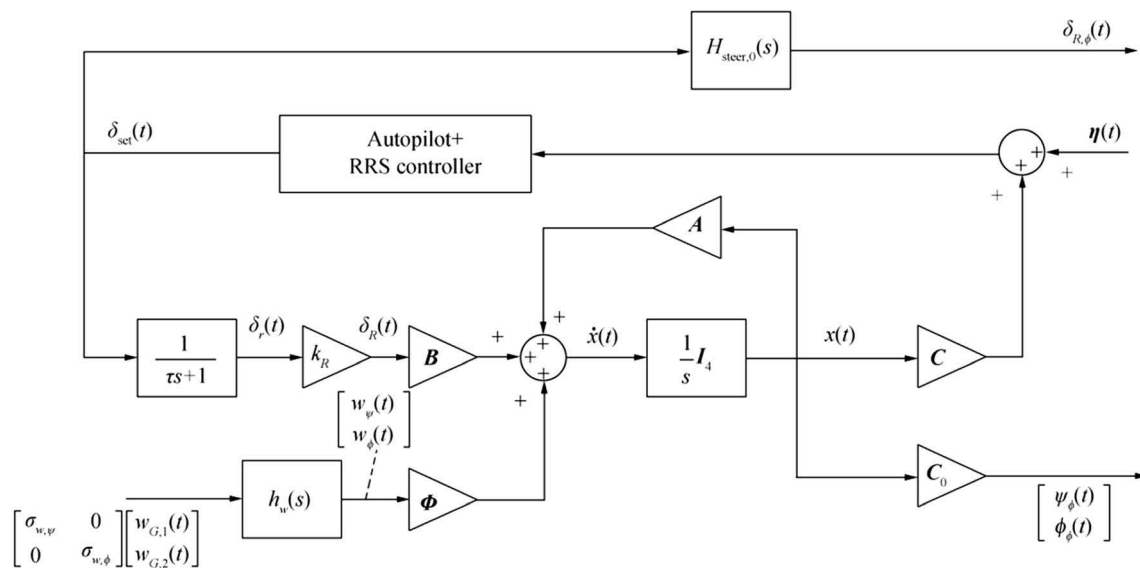 H_steer,0(s)
δ_R,ϕ(t)
δ_set(t)
Autopilot+
RRS controller
+
+
+
+
η(t)
A
+
1
τs+1
δ_r(t)
k_R
δ_R(t)
B
+
+
+
+
+
ẋ(t)
1
s
I_4
x(t)
C
w_ψ(t)
w_ϕ(t)
h_w(s)
Φ
C_0
σ_w,ψ 0
0 σ_w,ϕ
w_G,1(t)
w_G,2(t)
ψ_ϕ(t)
ϕ_ϕ(t)